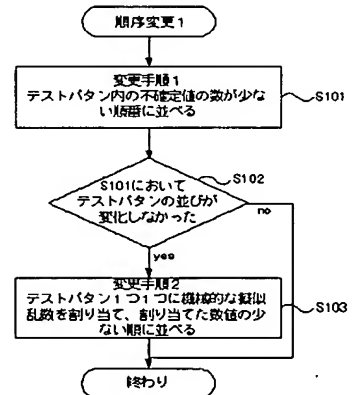 順序変更1
変更手順1
テストパタン内の不確定値の数が少な
い順番に並べる
S101
S102
S101において
テストパタンの並びが
変化しなかった
no
yes
変更手順2
テストパタン1つ1つに機械的な擬似
乱数を割り当て、割り当てた数値の少
ない順に並べる
S103
終わり